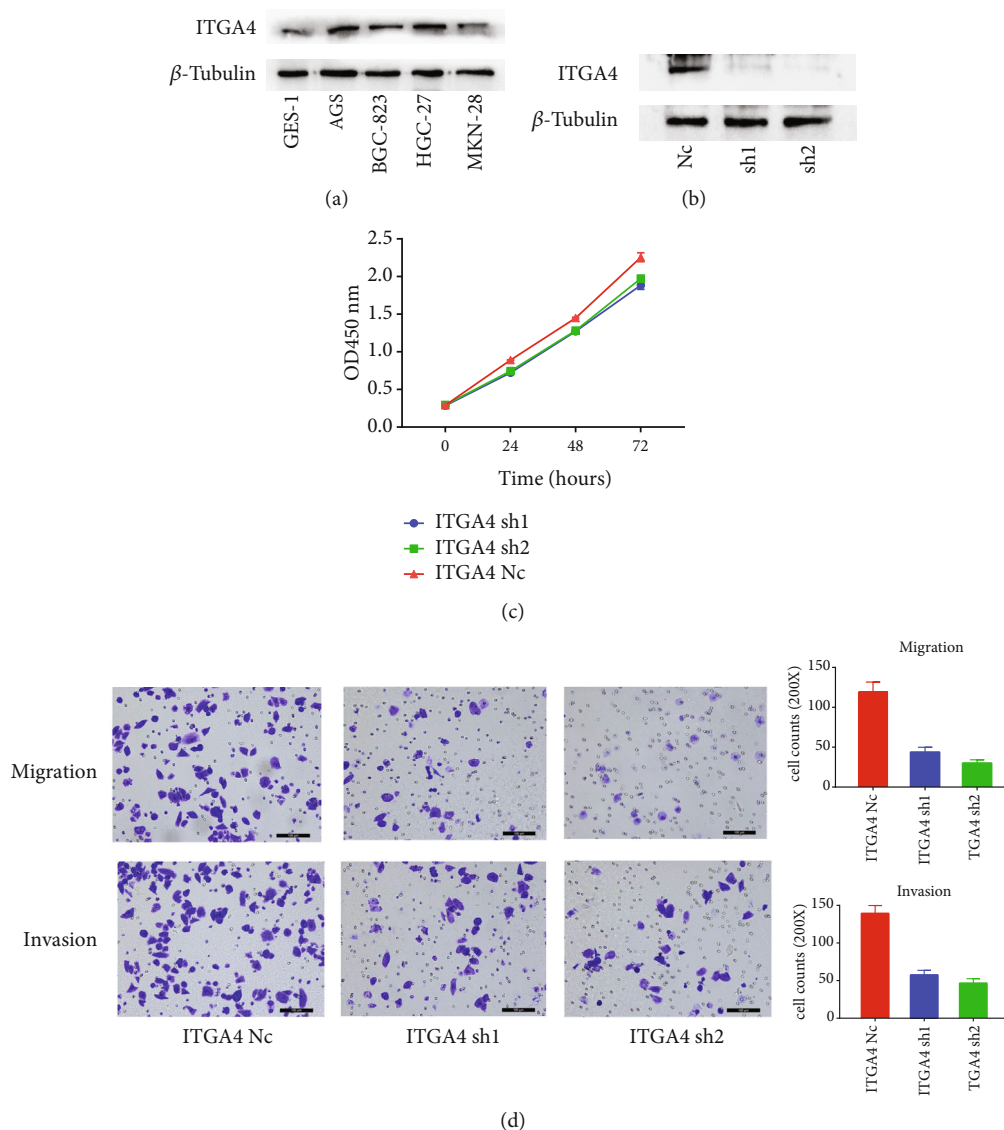 ITGA4
β-Tubulin
GES-1
AGS
BGC-823
HGC-27
MKN-28
(a)
ITGA4
β-Tubulin
Nc
sh1
sh2
(b)
2.5
2.0
1.5
1.0
0.5
0.0
OD450 nm
0 24 48 72
Time (hours)
ITGA4 sh1
ITGA4 sh2
ITGA4 Nc
(c)
Migration
Invasion
ITGA4 Nc
ITGA4 sh1
ITGA4 sh2
Migration
cell counts (200X)
150
100
50
0
ITGA4 Nc
ITGA4 sh1
TGA4 sh2
Invasion
cell counts (200X)
150
100
50
0
ITGA4 Nc
ITGA4 sh1
TGA4 sh2
(d)